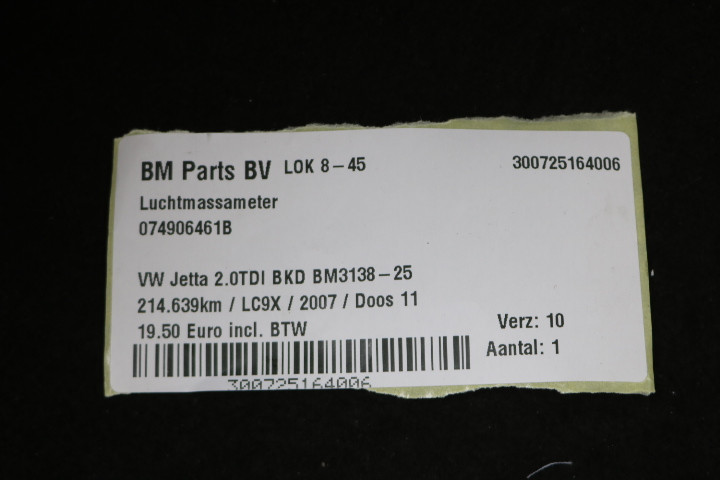 BM Parts BV LOK 8-45 300725164006
Luchtmassameter
074906461B
VW Jetta 2.0TDI BKD BM3138-25
214.639km / LC9X / 2007 / Doos 11
19.50 Euro incl. BTW
Verz: 10
Aantal: 1
300725164006